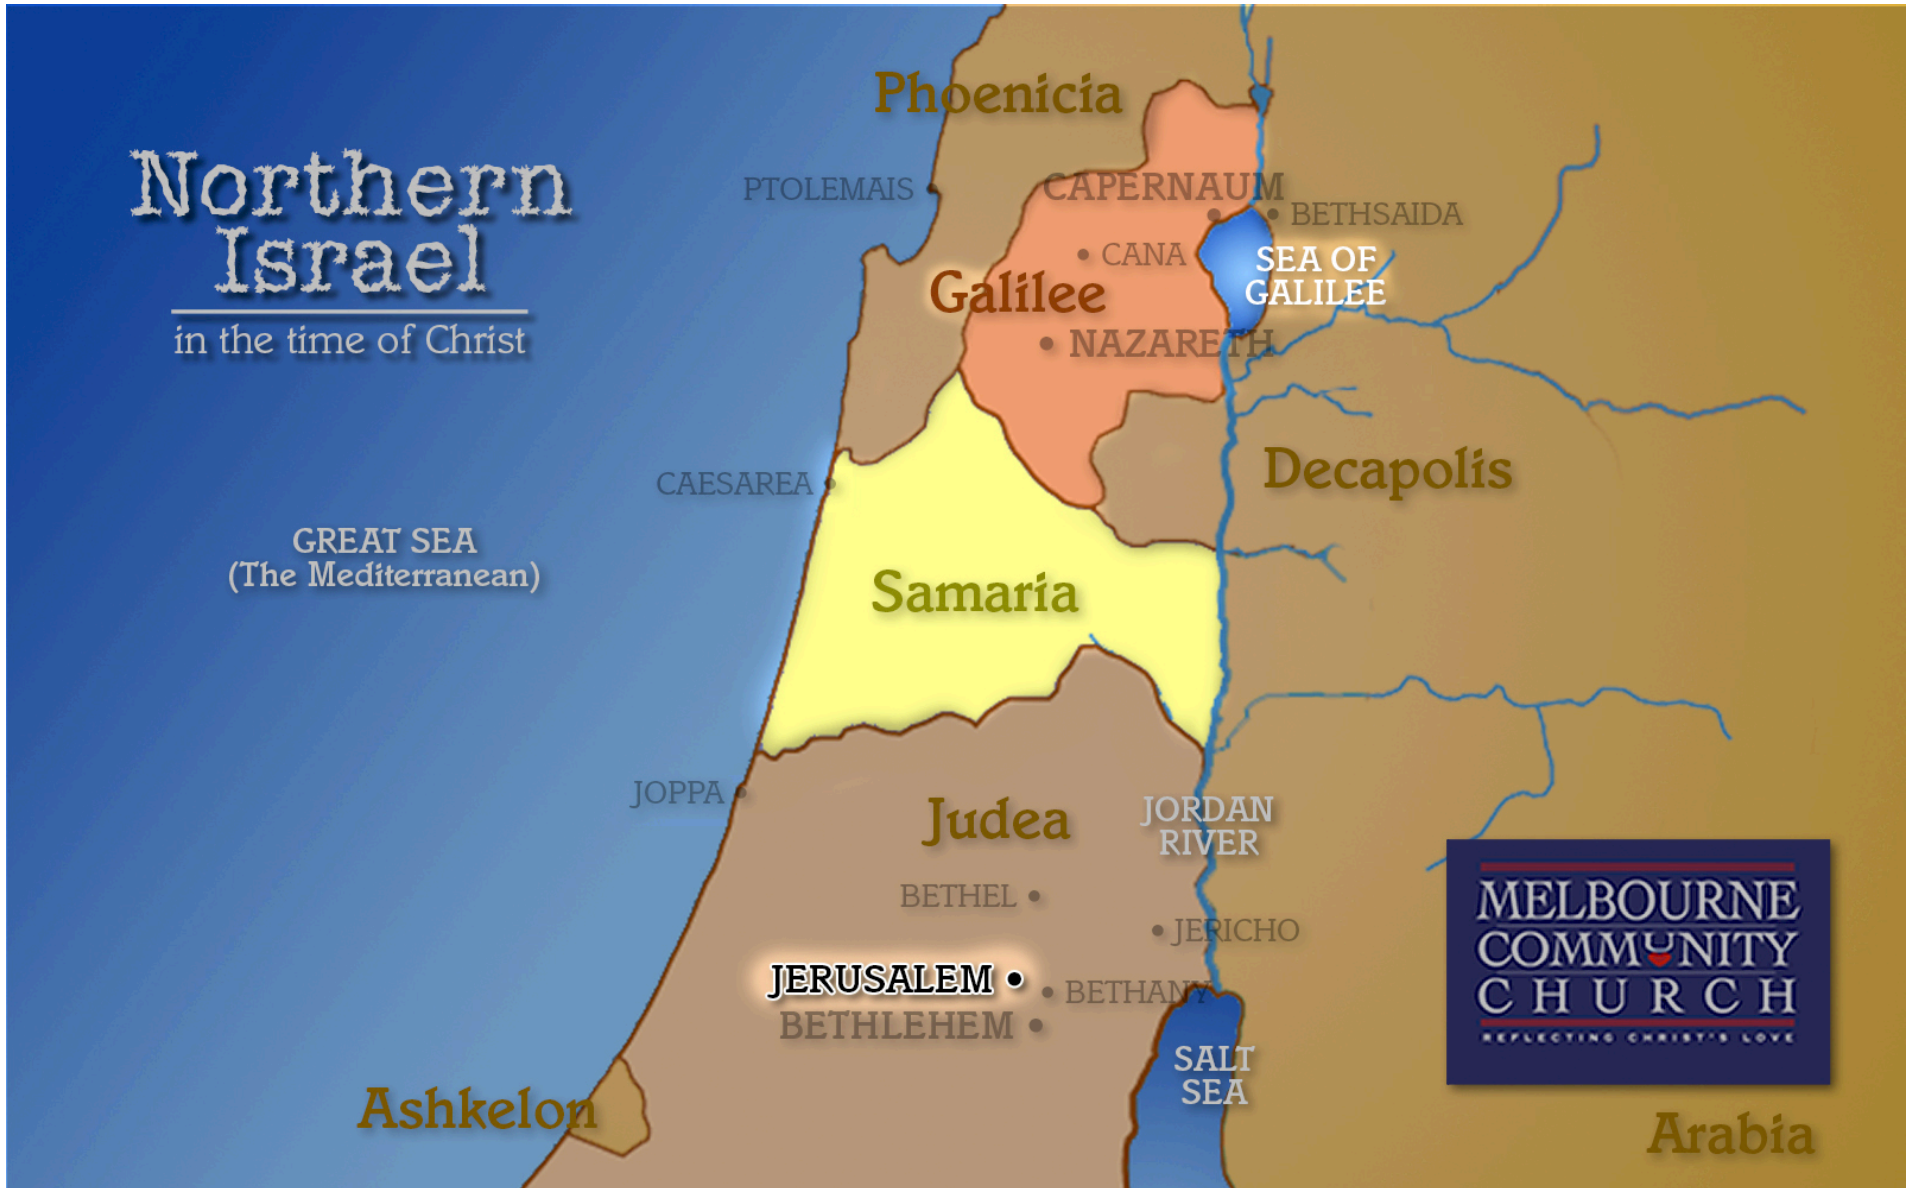 Northern
Israel
in the time of Christ
GREAT SEA
(The Mediterranean)
Phoenicia
PTOLEMAIS
CAPERNAUM
BETHSAIDA
CANA
SEA OF
GALILEE
Galilee
NAZARETH
Decapolis
CAESAREA
Samaria
JOPPA
Judea
JORDAN
RIVER
BETHEL
JERICHO
JERUSALEM
BETHANY
BETHLEHEM
SALT
SEA
Ashkelon
Arabia
MELBOURNE
COMMUNITY
CHURCH
REFLECTING CHRIST'S LOVE